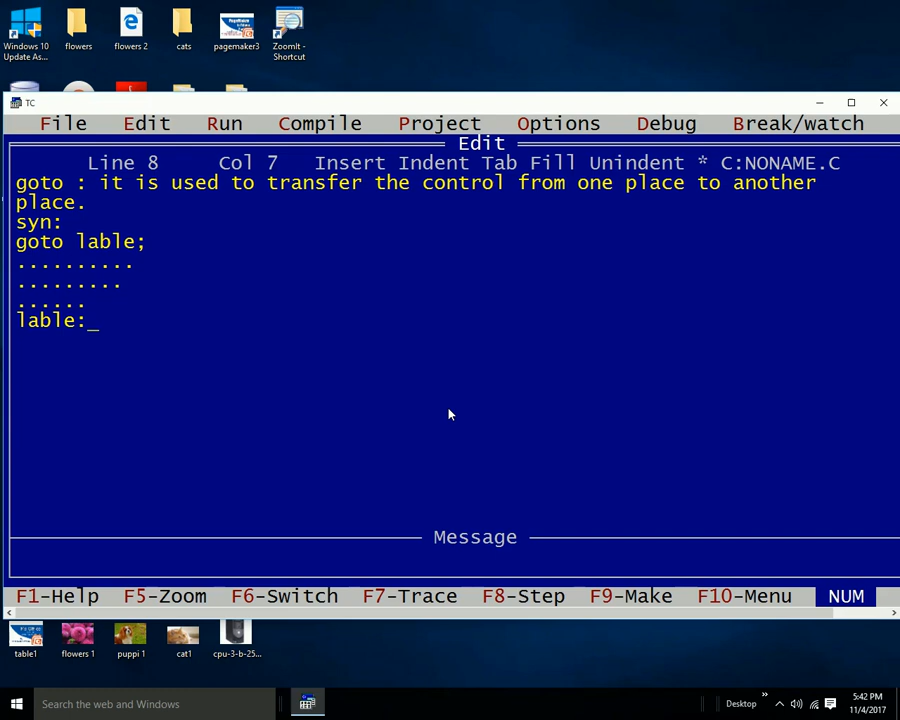 Windows 10 Update As...
flowers
flowers 2
cats
pagemaker3
ZoomIt - Shortcut
TC
File Edit Run Compile Project Options Debug Break/watch
Edit
Line 8 Col 7 Insert Indent Tab Fill Unindent * C:NONAME.C
goto : it is used to transfer the control from one place to another
place.
syn:
goto lable;
..........
.........
......
lable:_
Message
F1-Help F5-Zoom F6-Switch F7-Trace F8-Step F9-Make F10-Menu NUM
table1
flowers 1
puppi 1
cat1
cpu-3-b-25...
Search the web and Windows
Desktop
5:42 PM
11/4/2017